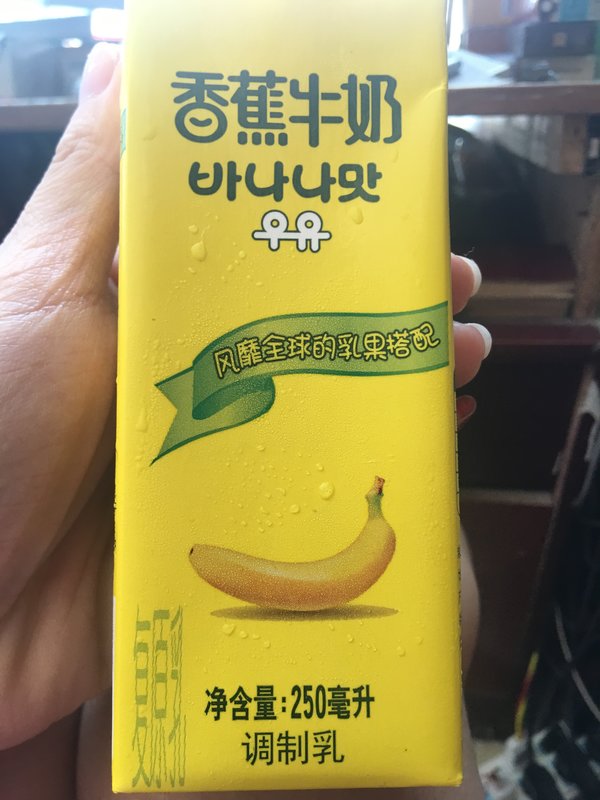 香蕉牛奶
바나나맛
우유
风靡全球的乳果搭配
复原乳
净含量:250毫升
调制乳